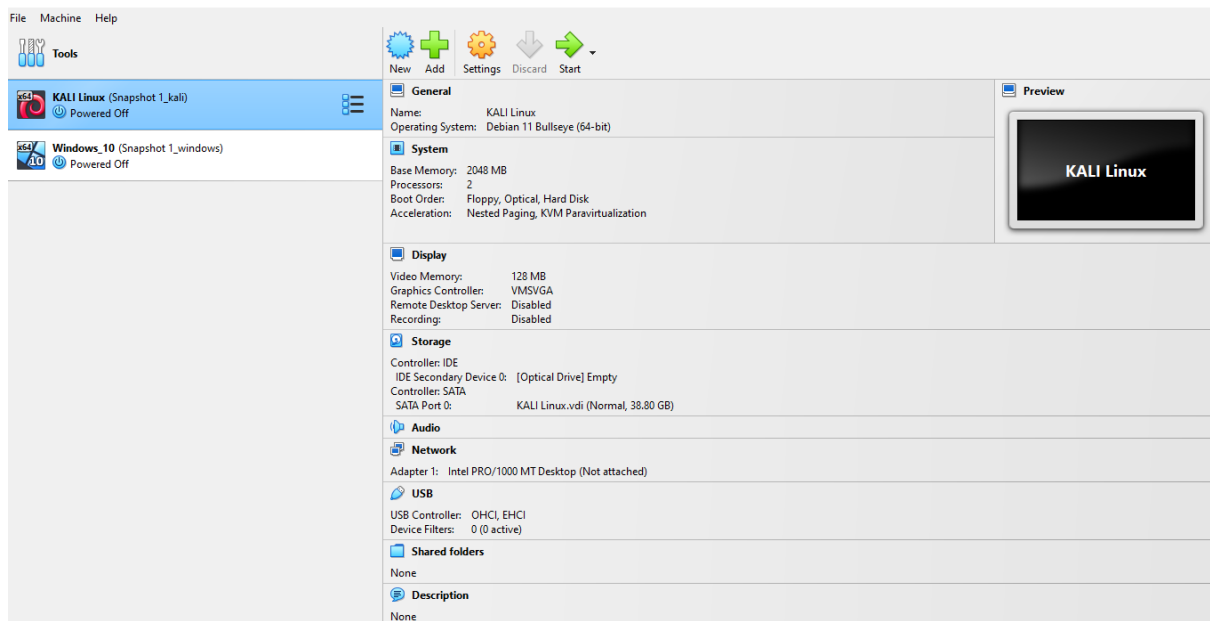 File Machine Help
Tools
New Add Settings Discard Start
x64 KALI Linux (Snapshot 1_kali)
Powered Off
x64 10 Windows_10 (Snapshot 1_windows)
Powered Off
General
Name: KALI Linux
Operating System: Debian 11 Bullseye (64-bit)
System
Base Memory: 2048 MB
Processors: 2
Boot Order: Floppy, Optical, Hard Disk
Acceleration: Nested Paging, KVM Paravirtualization
Preview
KALI Linux
Display
Video Memory: 128 MB
Graphics Controller: VMSVGA
Remote Desktop Server: Disabled
Recording: Disabled
Storage
Controller: IDE
IDE Secondary Device 0: [Optical Drive] Empty
Controller: SATA
SATA Port 0: KALI Linux.vdi (Normal, 38.80 GB)
Audio
Network
Adapter 1: Intel PRO/1000 MT Desktop (Not attached)
USB
USB Controller: OHCI, EHCI
Device Filters: 0 (0 active)
Shared folders
None
Description
None